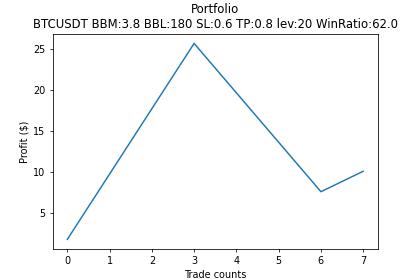 Portfolio
BTCUSDT BBM:3.8 BBL:180 SL:0.6 TP:0.8 lev:20 WinRatio:62.0
25
20
15
10
5
Profit ($)
0 1 2 3 4 5 6 7
Trade counts